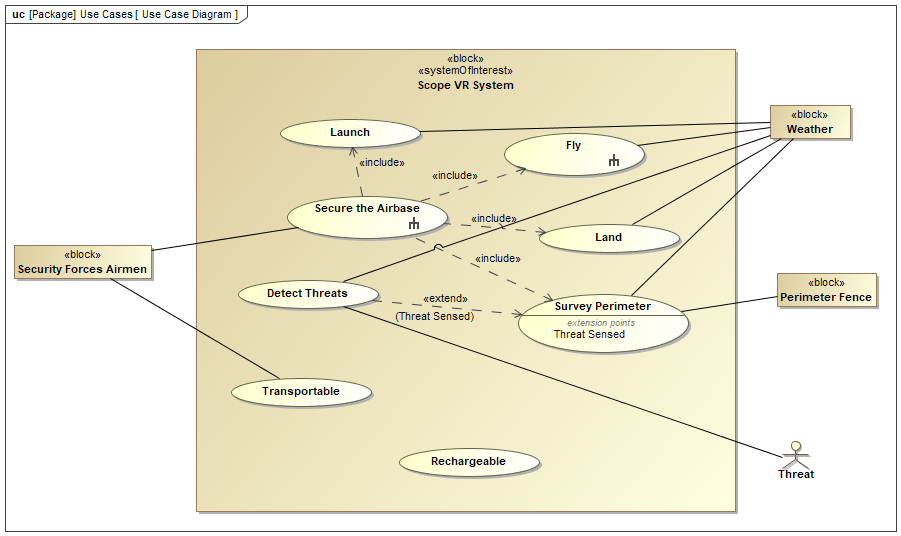 uc [Package] Use Cases [ Use Case Diagram ]
«block»
«systemOfInterest»
Scope VR System
Launch
«include»
Fly
«include»
«block»
Weather
Secure the Airbase
«include»
Land
«include»
«block»
Security Forces Airmen
Detect Threats
«extend»
(Threat Sensed)
Survey Perimeter
extension points
Threat Sensed
«block»
Perimeter Fence
Transportable
Rechargeable
Threat